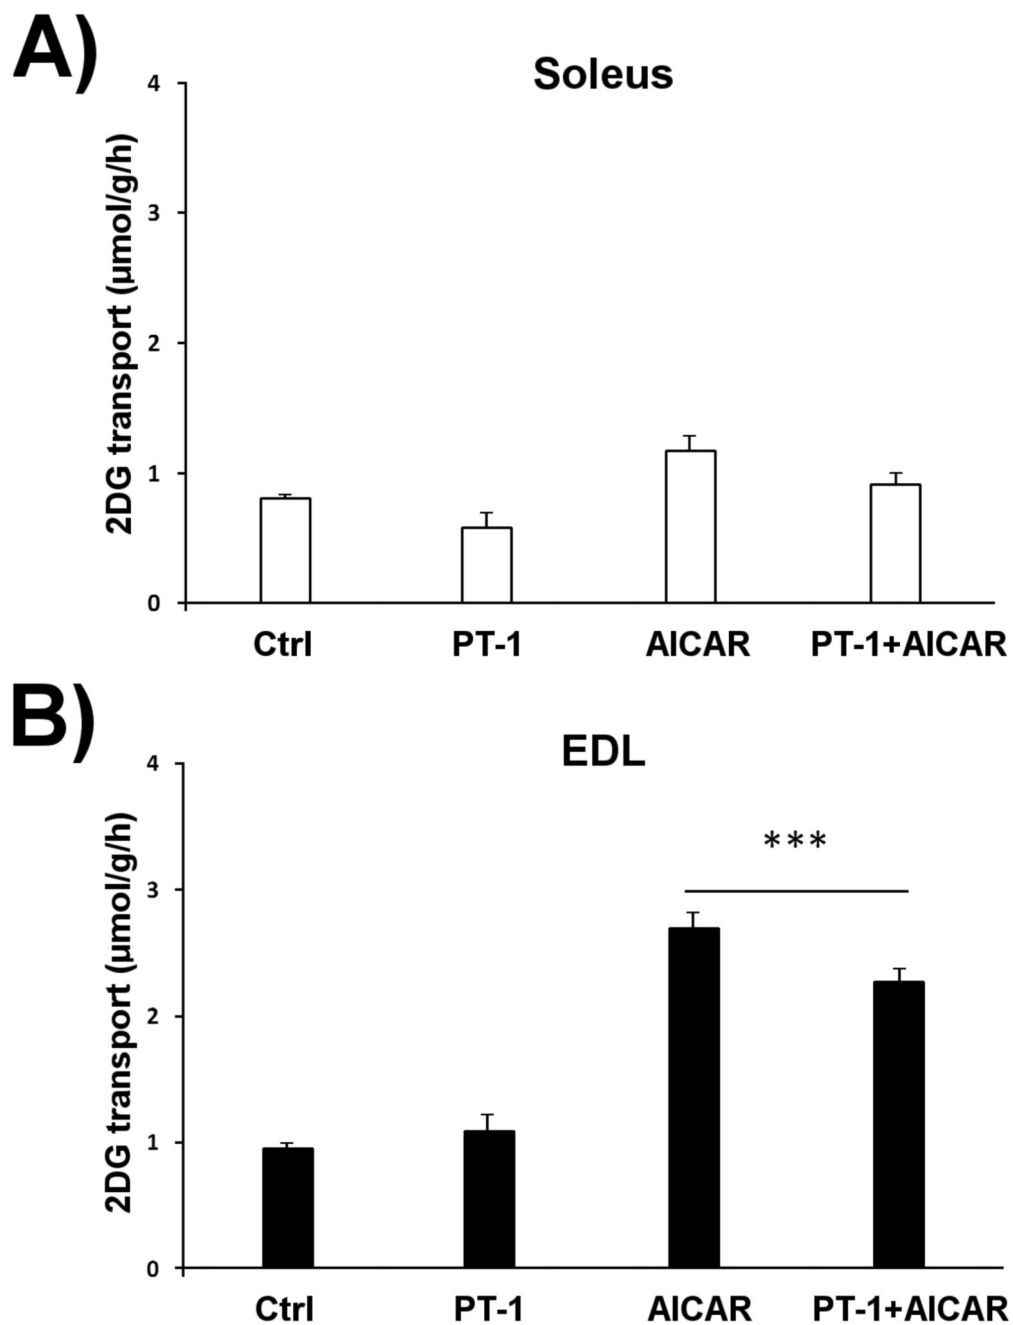 A)
Soleus
2DG transport (µmol/g/h)
4
3
2
1
0
Ctrl PT-1 AICAR PT-1+AICAR
B)
EDL
2DG transport (µmol/g/h)
4
3
2
1
0
***
Ctrl PT-1 AICAR PT-1+AICAR